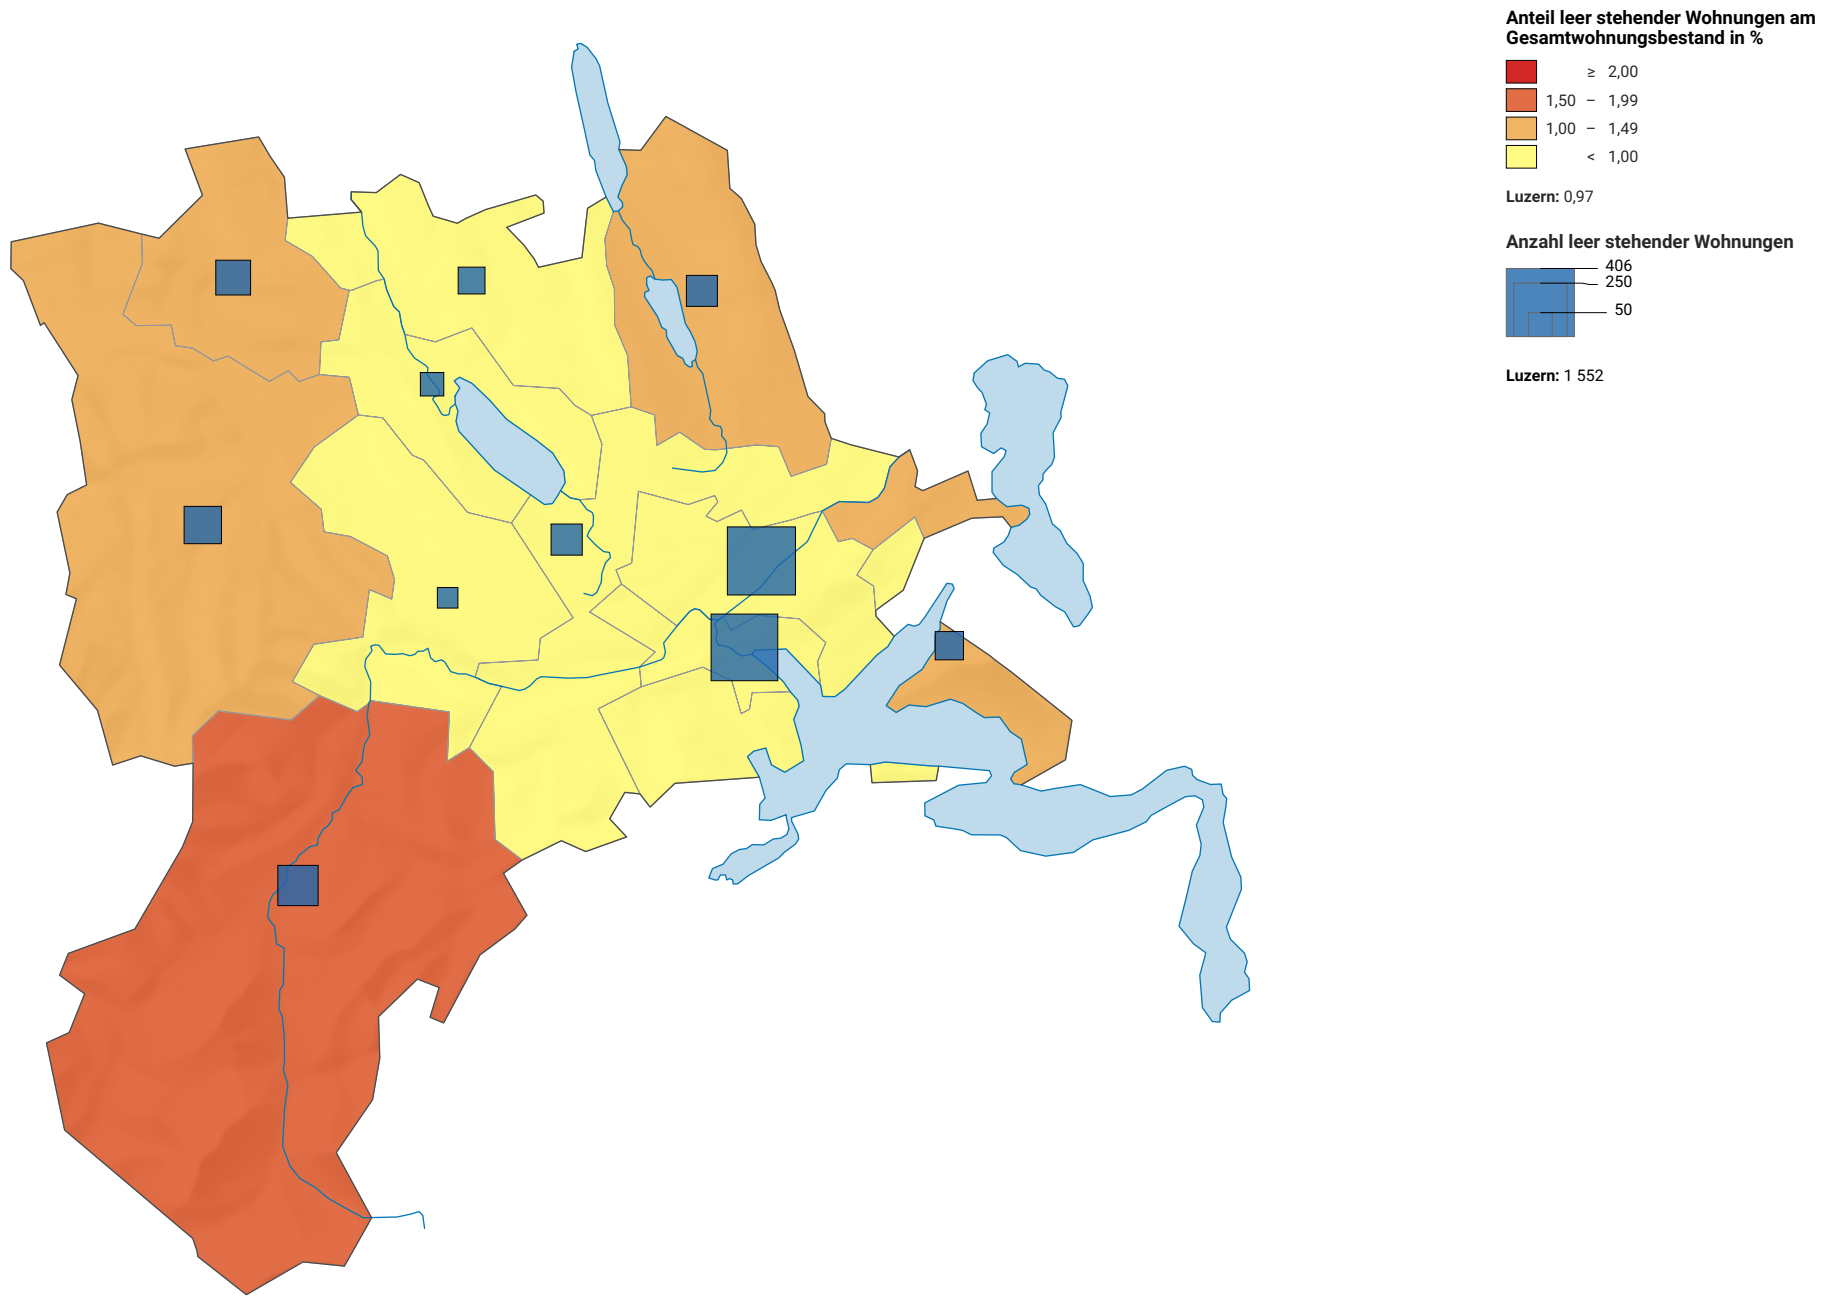 Anteil leer stehender Wohnungen am
Gesamtwohnungsbestand in %
≥ 2,00
1,50 – 1,99
1,00 – 1,49
< 1,00
Luzern: 0,97
Anzahl leer stehender Wohnungen
406
250
50
Luzern: 1 552